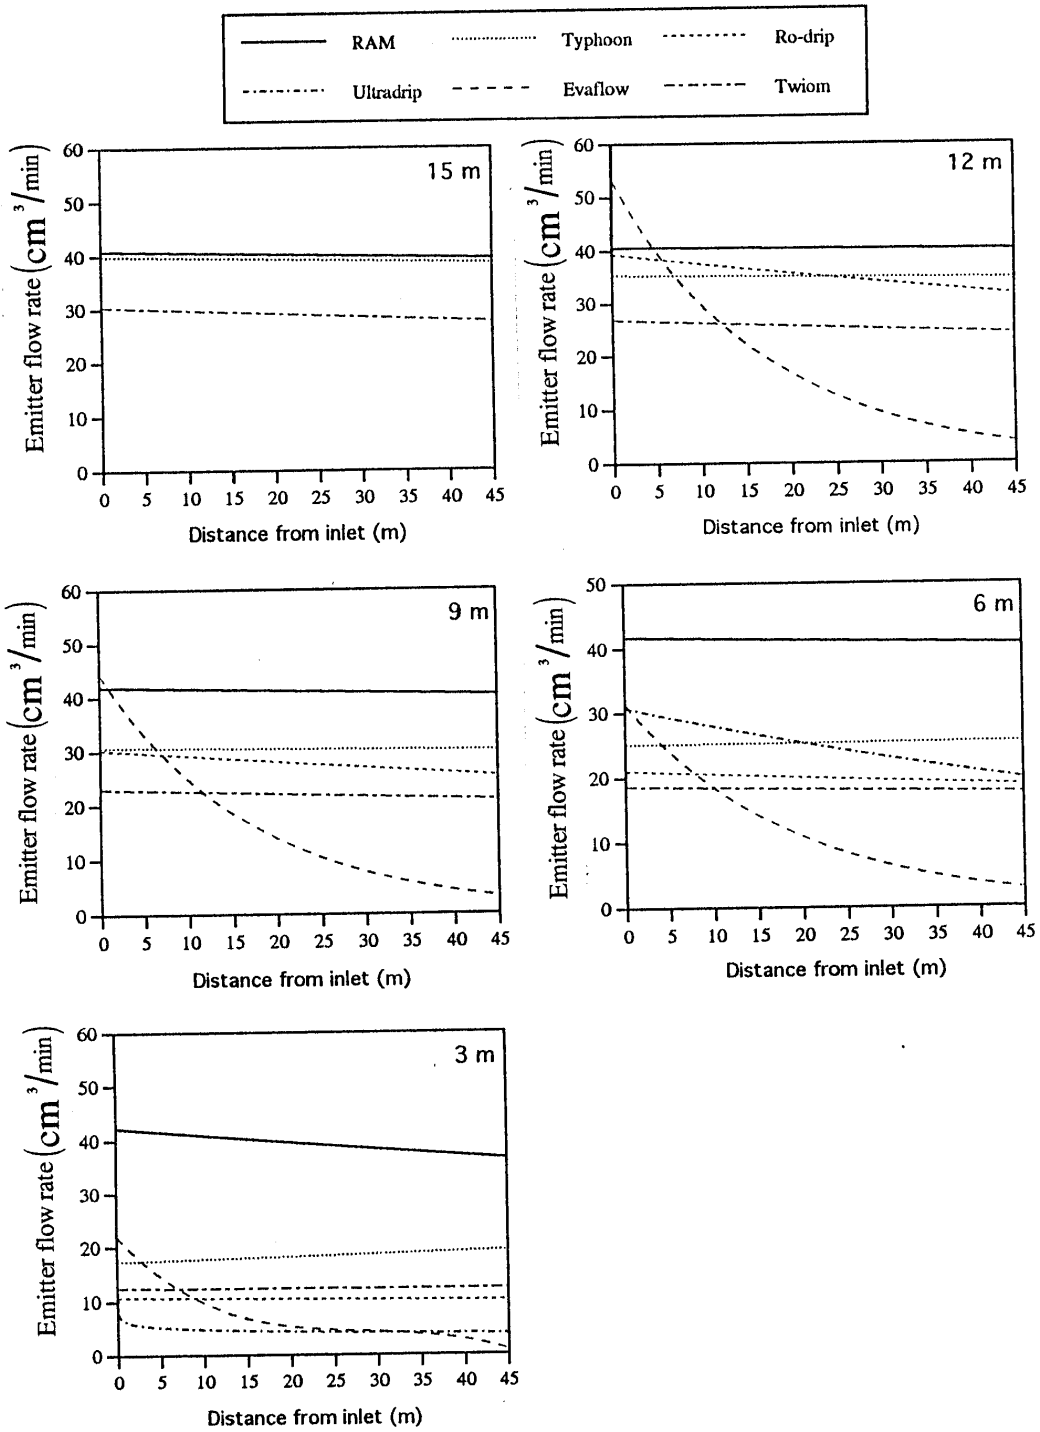 RAM Typhoon Ro-drip
Ultradrip Evaflow Twiom
Emitter flow rate (cm³/min)
15 m
60
50
40
30
20
10
0
0 5 10 15 20 25 30 35 40 45
Distance from inlet (m)
Emitter flow rate (cm³/min)
12 m
60
50
40
30
20
10
0
0 5 10 15 20 25 30 35 40 45
Distance from inlet (m)
Emitter flow rate (cm³/min)
9 m
60
50
40
30
20
10
0
0 5 10 15 20 25 30 35 40 45
Distance from inlet (m)
Emitter flow rate (cm³/min)
6 m
50
40
30
20
10
0
0 5 10 15 20 25 30 35 40 45
Distance from inlet (m)
Emitter flow rate (cm³/min)
3 m
60
50
40
30
20
10
0
0 5 10 15 20 25 30 35 40 45
Distance from inlet (m)